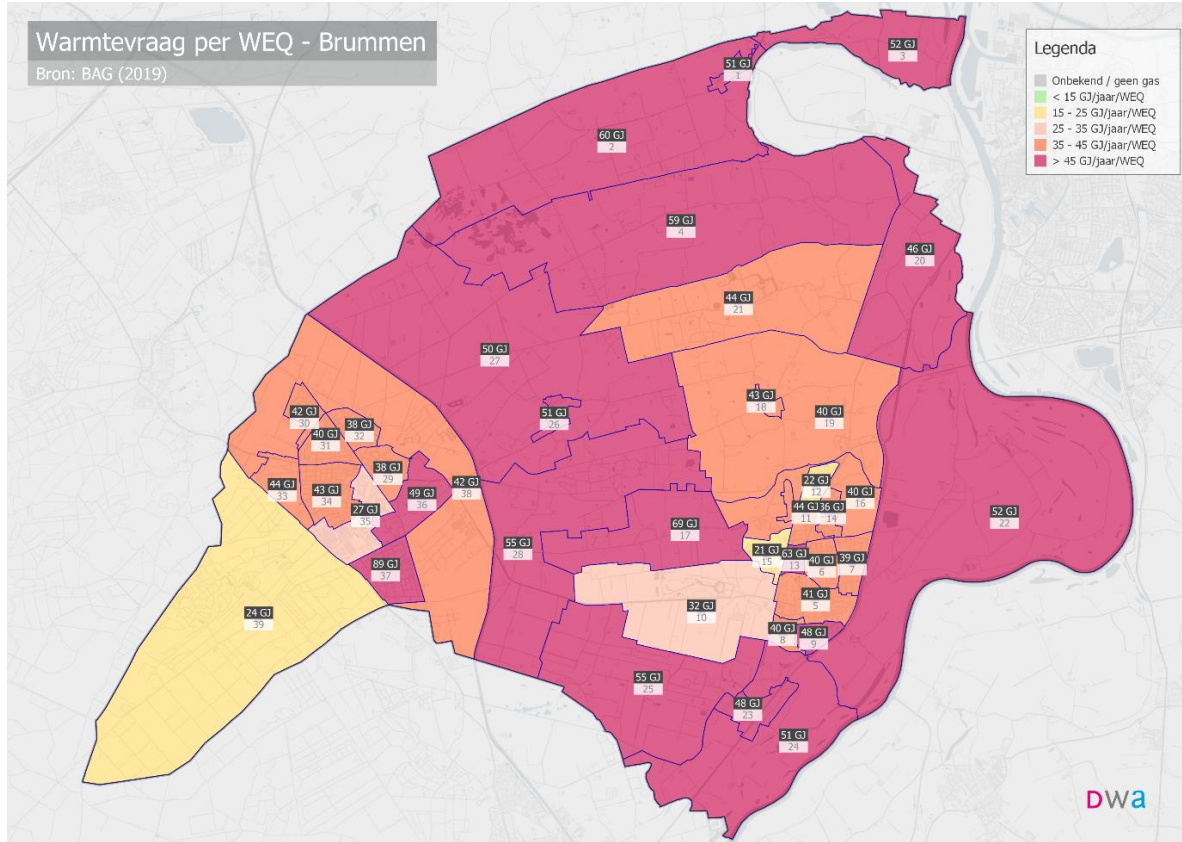 Warmtevraag per WEQ - Brummen
Bron: BAG (2019)
Legenda
Onbekend / geen gas
< 15 GJ/jaar/WEQ
15 - 25 GJ/jaar/WEQ
25 - 35 GJ/jaar/WEQ
35 - 45 GJ/jaar/WEQ
> 45 GJ/jaar/WEQ
52 GJ
3
51 GJ
1
60 GJ
2
59 GJ
4
46 GJ
20
44 GJ
21
50 GJ
27
43 GJ
18
40 GJ
19
51 GJ
26
42 GJ
30
38 GJ
32
40 GJ
31
38 GJ
29
44 GJ
33
43 GJ
34
49 GJ
36
42 GJ
38
27 GJ
35
22 GJ
12
40 GJ
16
44 GJ
11
36 GJ
14
52 GJ
22
69 GJ
17
55 GJ
28
21 GJ
15
63 GJ
13
40 GJ
6
39 GJ
7
89 GJ
37
41 GJ
5
24 GJ
39
32 GJ
10
40 GJ
8
48 GJ
9
55 GJ
25
48 GJ
23
51 GJ
24
DWA